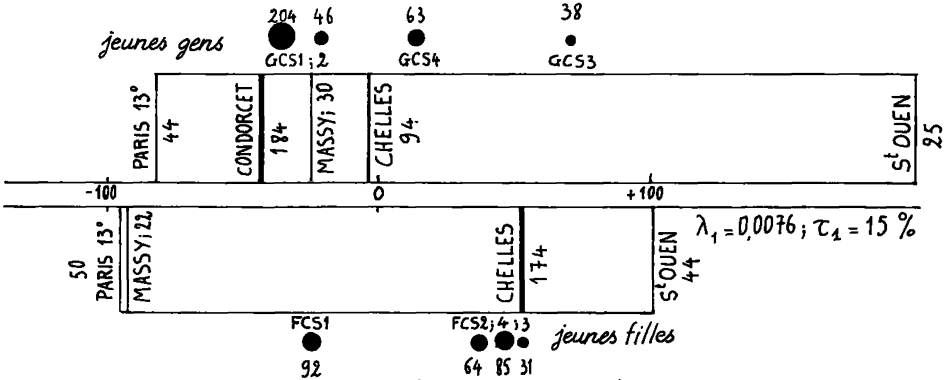 204 46 63 38
jeunes gens
GCS1; 2 GCS4 GCS3
PARIS 13°
44
CONDORCET
184
MASSY; 30
CHELLES
94
Sᵗ OUEN
25
-100 0 +100
λ₁ = 0,0076; τ₁ = 15 %
50
PARIS 13°
MASSY; 22
CHELLES
174
Sᵗ OUEN
44
FCS1 FCS2; 4; 3
jeunes filles
92 64 85 31